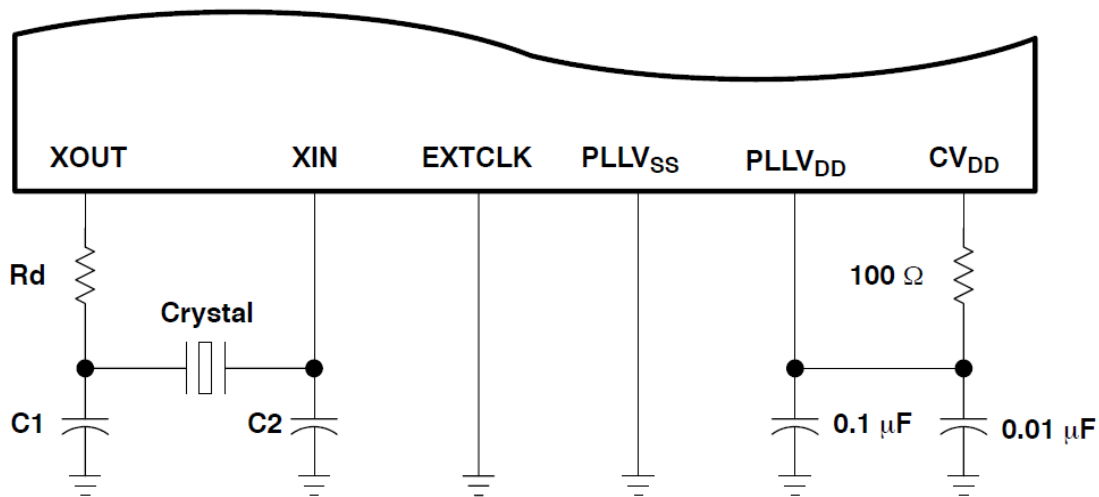 XOUT XIN EXTCLK PLLVSS PLLVDD CVDD
Rd 100 Ω
Crystal
C1 C2 0.1 μF 0.01 μF